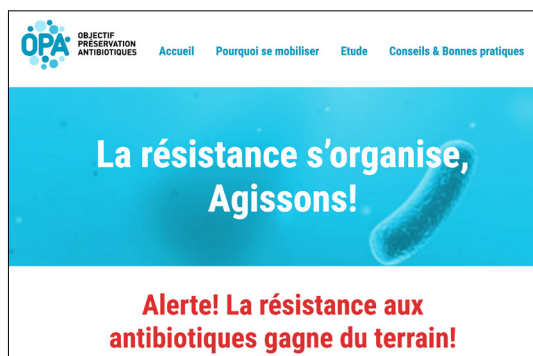 OPA OBJECTIF
PRÉSERVATION
ANTIBIOTIQUES
Accueil Pourquoi se mobiliser Etude Conseils & Bonnes pratiques
La résistance s’organise,
Agissons!
Alerte! La résistance aux
antibiotiques gagne du terrain!